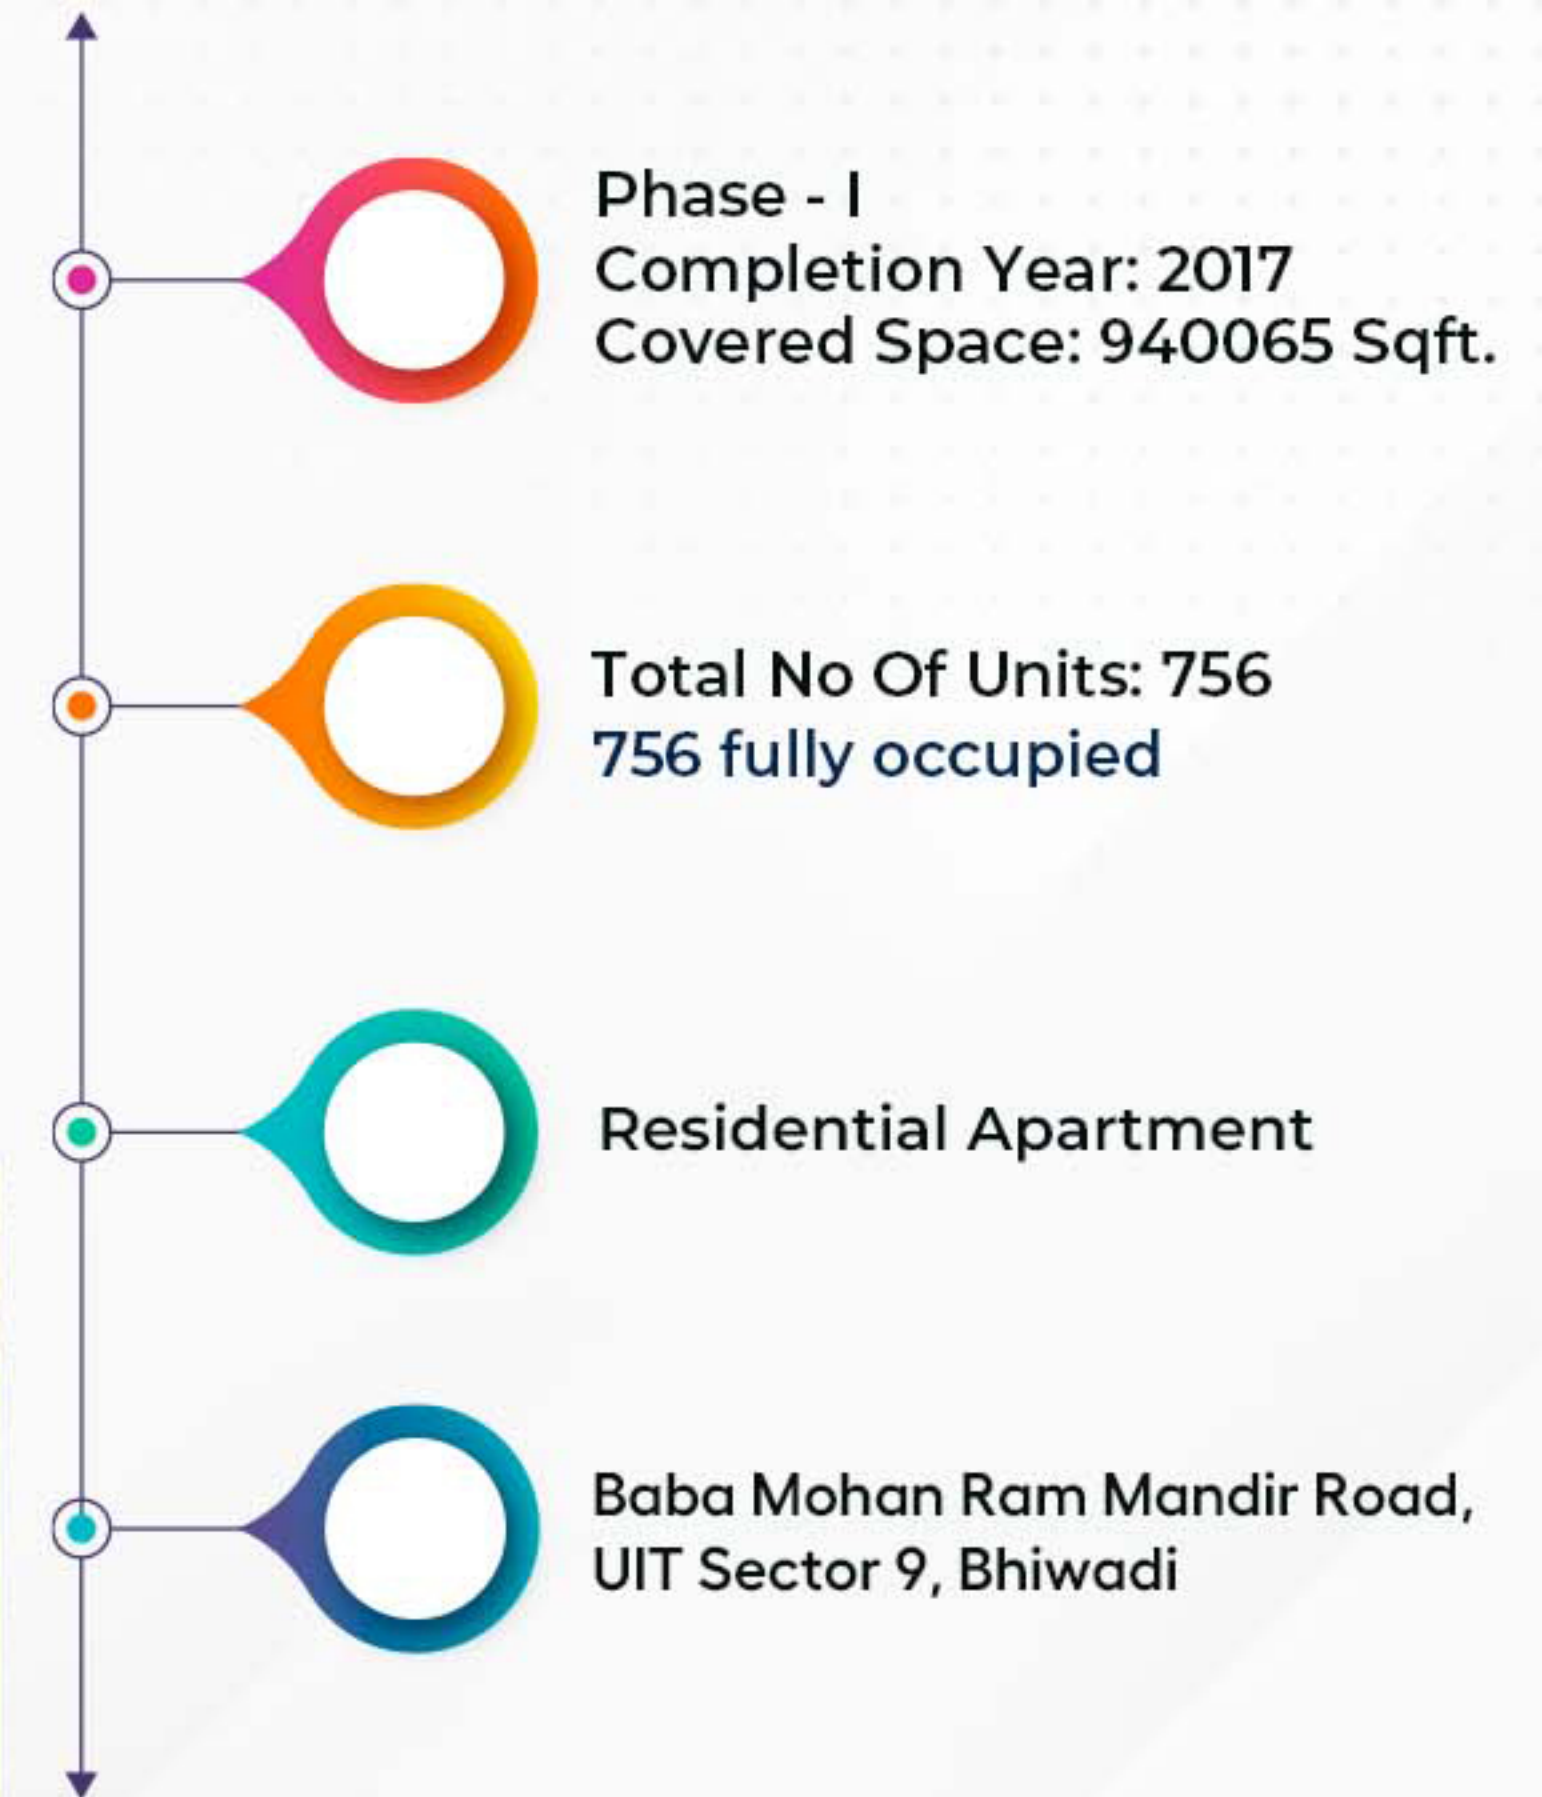 Phase - I
Completion Year: 2017
Covered Space: 940065 Sqft.
Total No Of Units: 756
756 fully occupied
Residential Apartment
Baba Mohan Ram Mandir Road,
UIT Sector 9, Bhiwadi